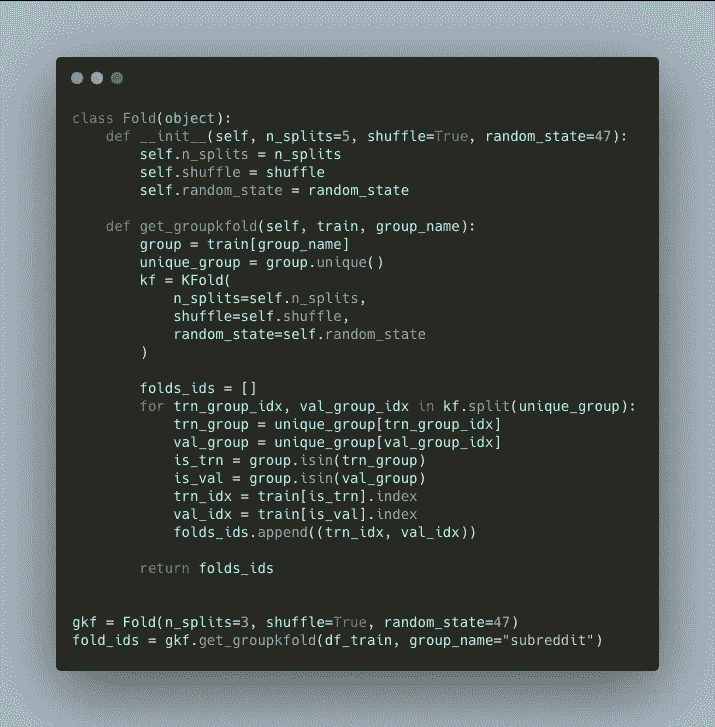 class Fold(object):
    def __init__(self, n_splits=5, shuffle=True, random_state=47):
        self.n_splits = n_splits
        self.shuffle = shuffle
        self.random_state = random_state

    def get_groupkfold(self, train, group_name):
        group = train[group_name]
        unique_group = group.unique()
        kf = KFold(
            n_splits=self.n_splits,
            shuffle=self.shuffle,
            random_state=self.random_state
        )

        folds_ids = []
        for trn_group_idx, val_group_idx in kf.split(unique_group):
            trn_group = unique_group[trn_group_idx]
            val_group = unique_group[val_group_idx]
            is_trn = group.isin(trn_group)
            is_val = group.isin(val_group)
            trn_idx = train[is_trn].index
            val_idx = train[is_val].index
            folds_ids.append((trn_idx, val_idx))

        return folds_ids


gkf = Fold(n_splits=3, shuffle=True, random_state=47)
fold_ids = gkf.get_groupkfold(df_train, group_name="subreddit")